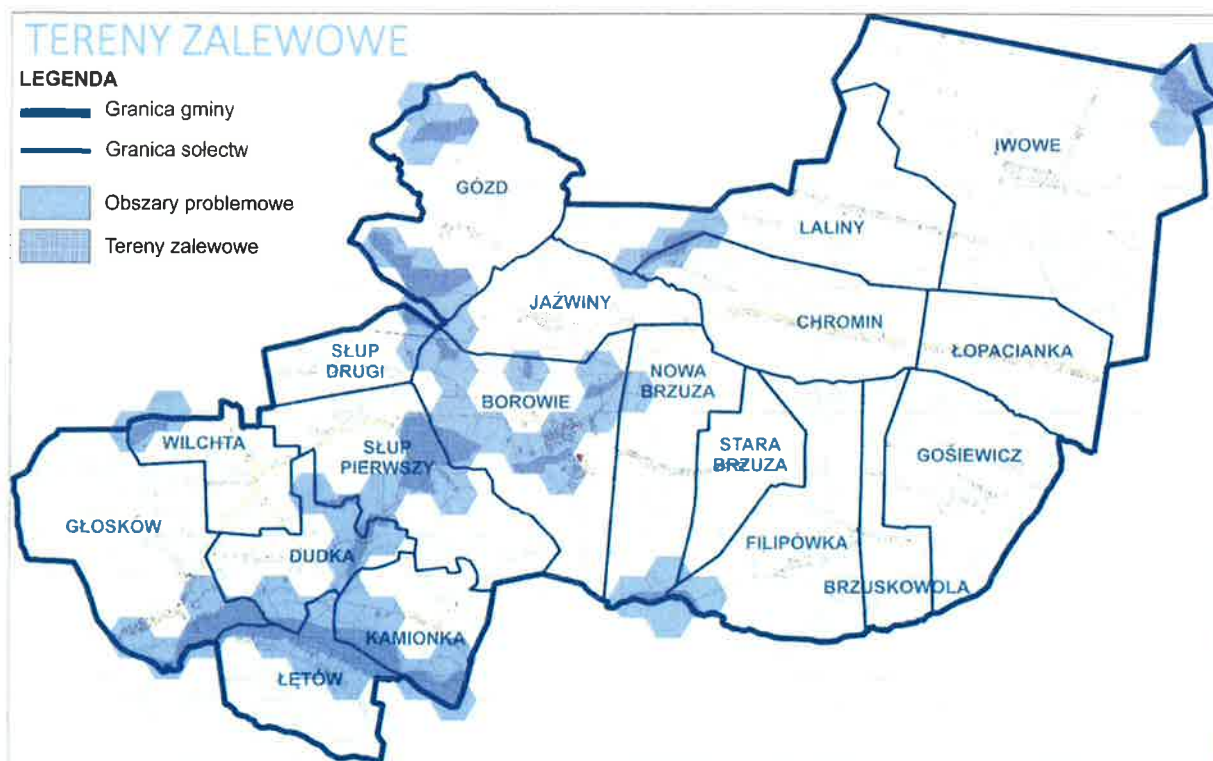 TERENY ZALEWOWE
LEGENDA
Granica gminy
Granica sołectw
Obszary problemowe
Tereny zalewowe
IWOWE
GÓZD
LALINY
JAŹWINY
CHROMIN
ŁOPACIANKA
SŁUP
DRUGI
NOWA
BRZUZA
BOROWIE
WILCHTA
SŁUP
PIERWSZY
STARA
BRZUZA
GOŚIEWICZ
GŁOSKÓW
DUDKA
FILIPÓWKA
BRZUSKOWOLA
KAMIONKA
ŁĘTÓW